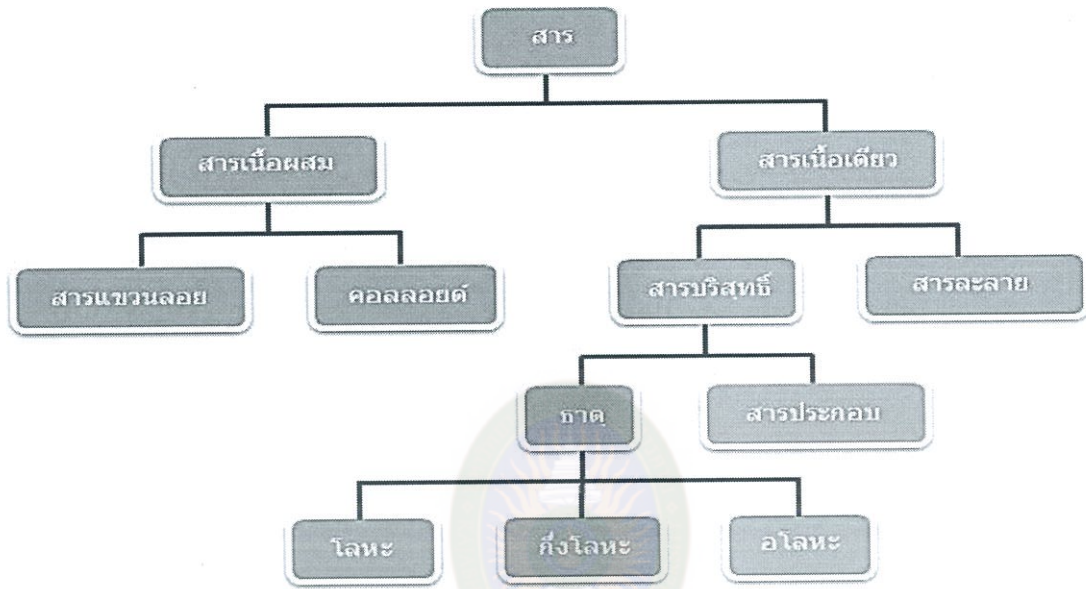 สาร
สารเนื้อผสม
สารเนื้อเดียว
สารแขวนลอย
คอลลอยด์
สารบริสุทธิ์
สารละลาย
ธาตุ
สารประกอบ
โลหะ
กึ่งโลหะ
อโลหะ